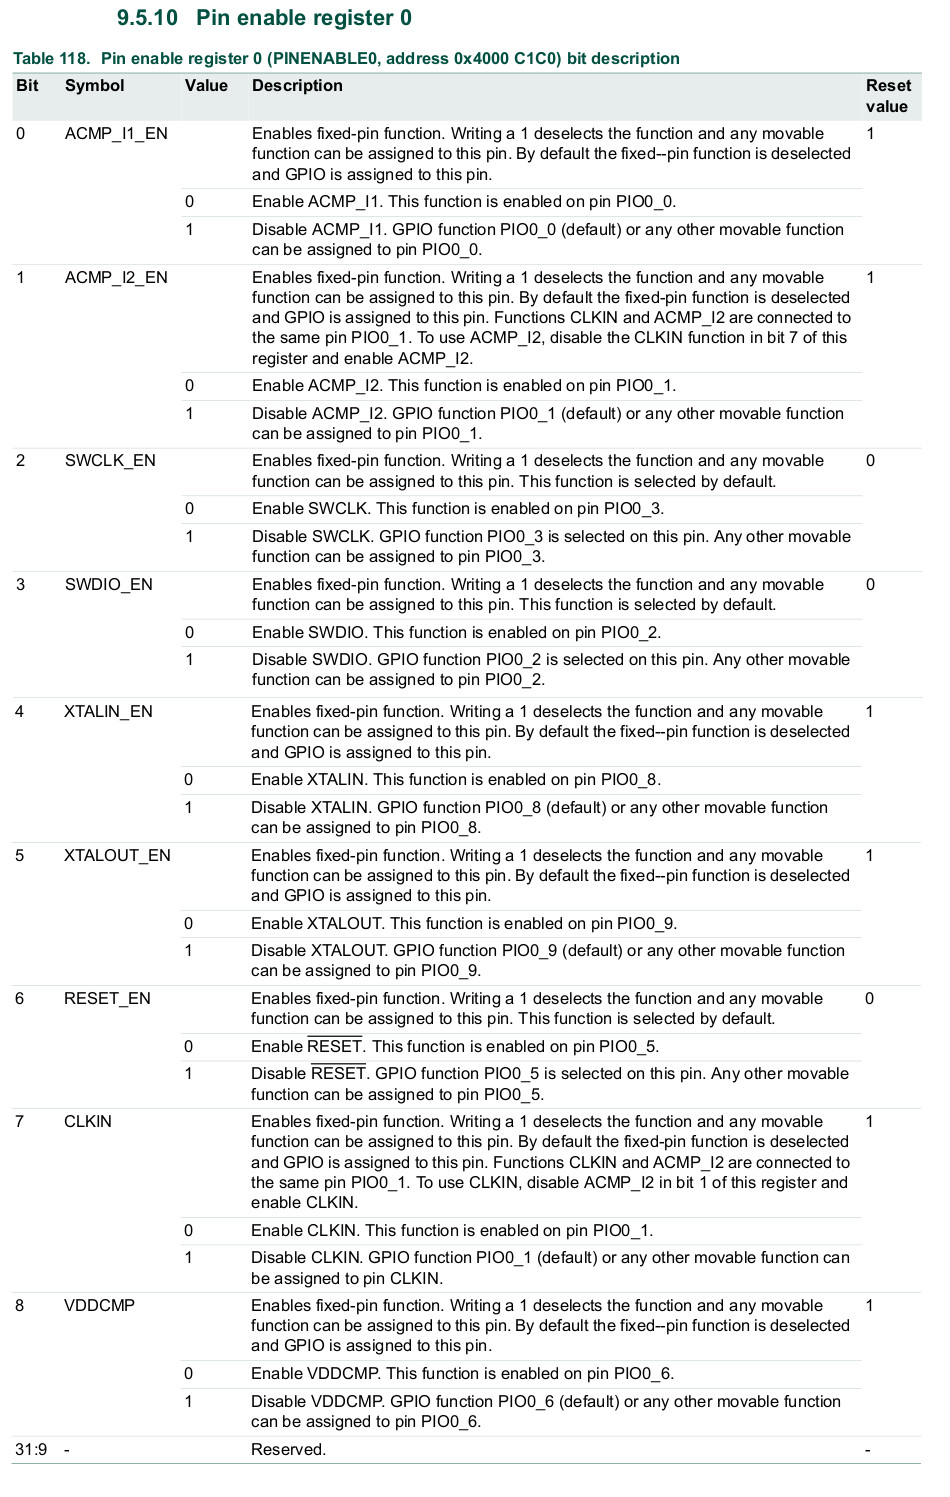 9.5.10 Pin enable register 0
Table 118. Pin enable register 0 (PINENABLE0, address 0x4000 C1C0) bit description
Bit Symbol Value Description Reset
value
0 ACMP_I1_EN Enables fixed-pin function. Writing a 1 deselects the function and any movable 1
function can be assigned to this pin. By default the fixed--pin function is deselected
and GPIO is assigned to this pin.
0 Enable ACMP_I1. This function is enabled on pin PIO0_0.
1 Disable ACMP_I1. GPIO function PIO0_0 (default) or any other movable function
can be assigned to pin PIO0_0.
1 ACMP_I2_EN Enables fixed-pin function. Writing a 1 deselects the function and any movable 1
function can be assigned to this pin. By default the fixed-pin function is deselected
and GPIO is assigned to this pin. Functions CLKIN and ACMP_I2 are connected to
the same pin PIO0_1. To use ACMP_I2, disable the CLKIN function in bit 7 of this
register and enable ACMP_I2.
0 Enable ACMP_I2. This function is enabled on pin PIO0_1.
1 Disable ACMP_I2. GPIO function PIO0_1 (default) or any other movable function
can be assigned to pin PIO0_1.
2 SWCLK_EN Enables fixed-pin function. Writing a 1 deselects the function and any movable 0
function can be assigned to this pin. This function is selected by default.
0 Enable SWCLK. This function is enabled on pin PIO0_3.
1 Disable SWCLK. GPIO function PIO0_3 is selected on this pin. Any other movable
function can be assigned to pin PIO0_3.
3 SWDIO_EN Enables fixed-pin function. Writing a 1 deselects the function and any movable 0
function can be assigned to this pin. This function is selected by default.
0 Enable SWDIO. This function is enabled on pin PIO0_2.
1 Disable SWDIO. GPIO function PIO0_2 is selected on this pin. Any other movable
function can be assigned to pin PIO0_2.
4 XTALIN_EN Enables fixed-pin function. Writing a 1 deselects the function and any movable 1
function can be assigned to this pin. By default the fixed--pin function is deselected
and GPIO is assigned to this pin.
0 Enable XTALIN. This function is enabled on pin PIO0_8.
1 Disable XTALIN. GPIO function PIO0_8 (default) or any other movable function
can be assigned to pin PIO0_8.
5 XTALOUT_EN Enables fixed-pin function. Writing a 1 deselects the function and any movable 1
function can be assigned to this pin. By default the fixed--pin function is deselected
and GPIO is assigned to this pin.
0 Enable XTALOUT. This function is enabled on pin PIO0_9.
1 Disable XTALOUT. GPIO function PIO0_9 (default) or any other movable function
can be assigned to pin PIO0_9.
6 RESET_EN Enables fixed-pin function. Writing a 1 deselects the function and any movable 0
function can be assigned to this pin. This function is selected by default.
0 Enable RESET. This function is enabled on pin PIO0_5.
1 Disable RESET. GPIO function PIO0_5 is selected on this pin. Any other movable
function can be assigned to pin PIO0_5.
7 CLKIN Enables fixed-pin function. Writing a 1 deselects the function and any movable 1
function can be assigned to this pin. By default the fixed-pin function is deselected
and GPIO is assigned to this pin. Functions CLKIN and ACMP_I2 are connected to
the same pin PIO0_1. To use CLKIN, disable ACMP_I2 in bit 1 of this register and
enable CLKIN.
0 Enable CLKIN. This function is enabled on pin PIO0_1.
1 Disable CLKIN. GPIO function PIO0_1 (default) or any other movable function can
be assigned to pin CLKIN.
8 VDDCMP Enables fixed-pin function. Writing a 1 deselects the function and any movable 1
function can be assigned to this pin. By default the fixed--pin function is deselected
and GPIO is assigned to this pin.
0 Enable VDDCMP. This function is enabled on pin PIO0_6.
1 Disable VDDCMP. GPIO function PIO0_6 (default) or any other movable function
can be assigned to pin PIO0_6.
31:9 - Reserved. -